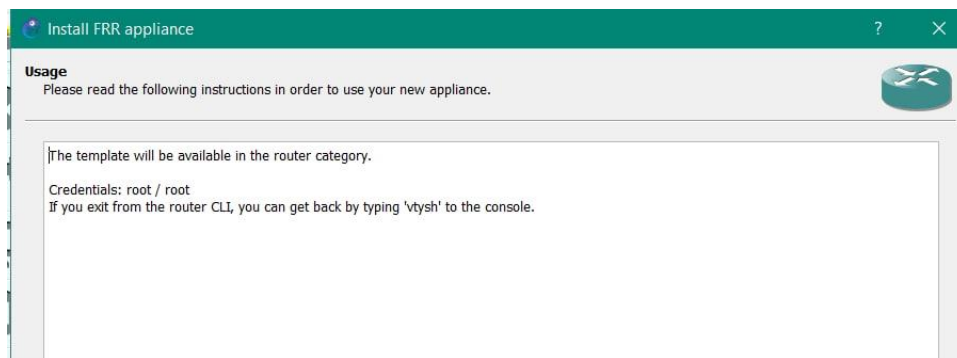 Install FRR appliance
Usage
Please read the following instructions in order to use your new appliance.
The template will be available in the router category.
Credentials: root / root
If you exit from the router CLI, you can get back by typing 'vtysh' to the console.